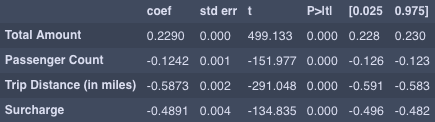 coef std err t P>ltl [0.025 0.975]
Total Amount 0.2290 0.000 499.133 0.000 0.228 0.230
Passenger Count -0.1242 0.001 -151.977 0.000 -0.126 -0.123
Trip Distance (in miles) -0.5873 0.002 -291.048 0.000 -0.591 -0.583
Surcharge -0.4891 0.004 -134.835 0.000 -0.496 -0.482